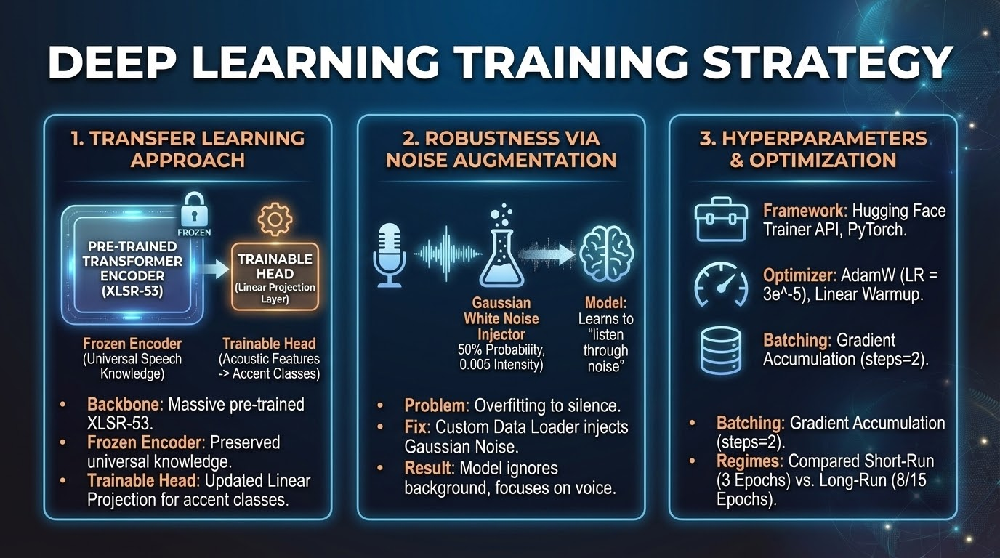 DEEP LEARNING TRAINING STRATEGY
1. TRANSFER LEARNING
APPROACH
FROZEN
PRE-TRAINED
TRANSFORMER
ENCODER
(XLSR-53)
TRAINABLE
HEAD
(Linear Projection
Layer)
Frozen Encoder
(Universal Speech
Knowledge)
Trainable Head
(Acoustic Features
-> Accent Classes)
• Backbone: Massive pre-trained
XLSR-53.
• Frozen Encoder: Preserved
universal knowledge.
• Trainable Head: Updated Linear
Projection for accent classes.
2. ROBUSTNESS VIA
NOISE AUGMENTATION
Gaussian
White Noise
Injector
50% Probability,
0.005 Intensity)
Model:
Learns to
“listen
through
noise”
• Problem: Overfitting to silence.
• Fix: Custom Data Loader injects
Gaussian Noise.
• Result: Model ignores
background, focuses on voice.
3. HYPERPARAMETERS
& OPTIMIZATION
Framework: Hugging Face
Trainer API, PyTorch.
Optimizer: AdamW (LR =
3e^-5), Linear Warmup.
Batching: Gradient
Accumulation (steps=2).
• Batching: Gradient Accumulation
(steps=2).
• Regimes: Compared Short-Run
(3 Epochs) vs. Long-Run (8/15
Epochs).